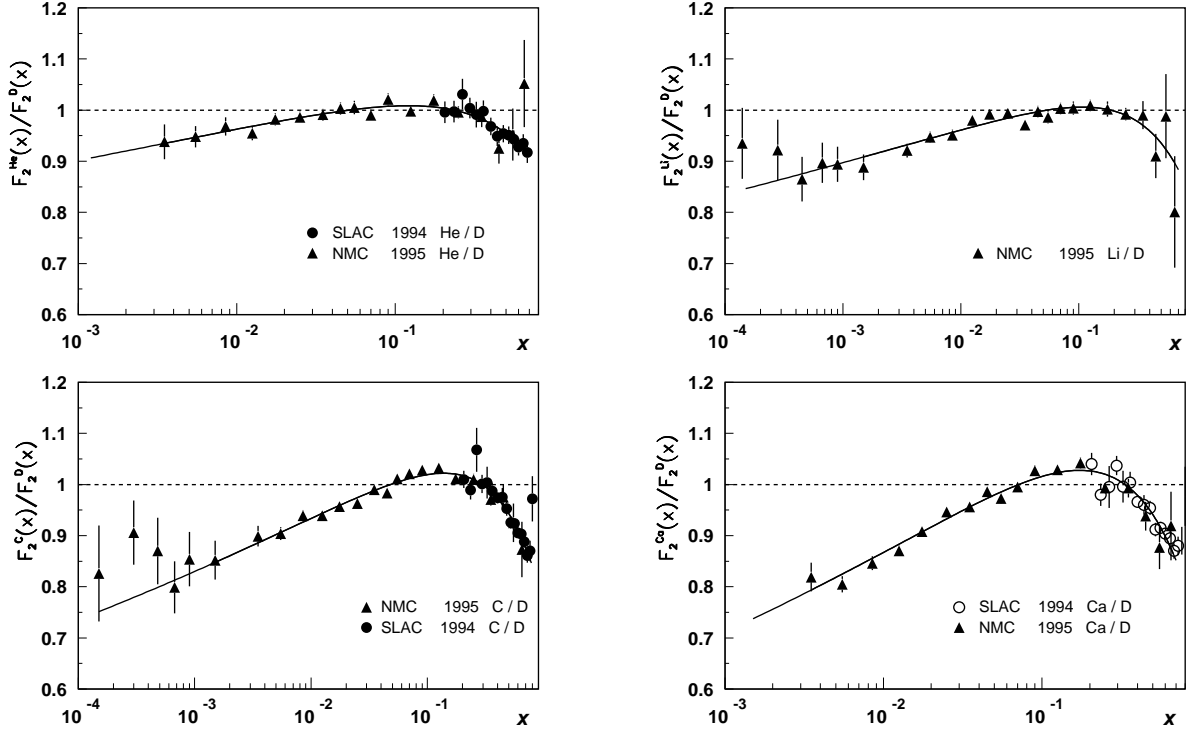 F₂ᴴᵉ(x)/F₂ᴰ(x)
1.2
1.1
1
0.9
0.8
0.7
0.6
SLAC 1994 He / D
NMC 1995 He / D
10⁻³
10⁻²
10⁻¹
x
F₂ᴸⁱ(x)/F₂ᴰ(x)
1.2
1.1
1
0.9
0.8
0.7
0.6
NMC 1995 Li / D
10⁻⁴
10⁻³
10⁻²
10⁻¹
x
F₂ᶜ(x)/F₂ᴰ(x)
1.2
1.1
1
0.9
0.8
0.7
0.6
NMC 1995 C / D
SLAC 1994 C / D
10⁻⁴
10⁻³
10⁻²
10⁻¹
x
F₂ᶜᵃ(x)/F₂ᴰ(x)
1.2
1.1
1
0.9
0.8
0.7
0.6
SLAC 1994 Ca / D
NMC 1995 Ca / D
10⁻³
10⁻²
10⁻¹
x